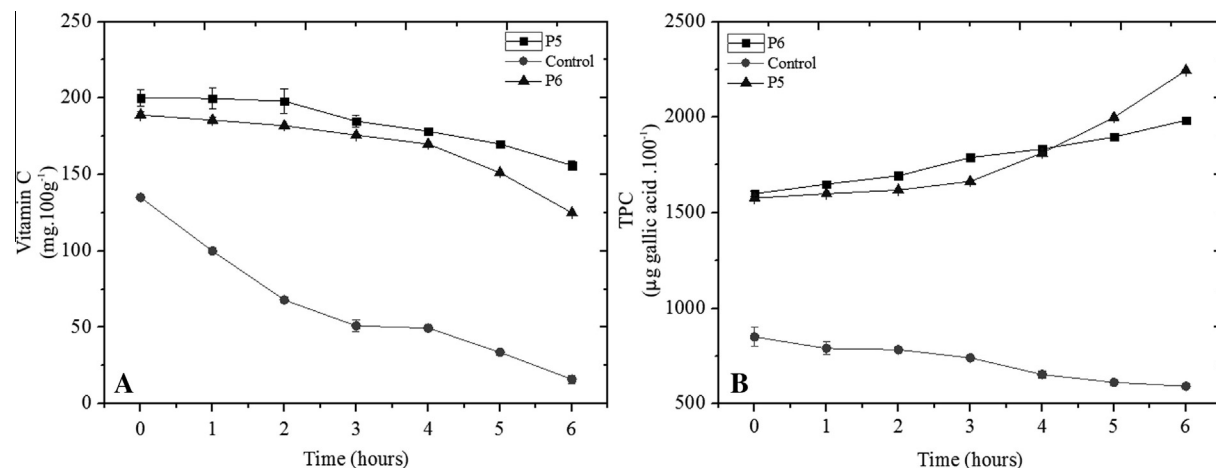 250
200
150
100
50
0
Vitamin C
(mg.100g⁻¹)
P5
Control
P6
A
0 1 2 3 4 5 6
Time (hours)
2500
2000
1500
1000
500
TPC
(µg gallic acid .100⁻¹)
P6
Control
P5
B
0 1 2 3 4 5 6
Time (hours)